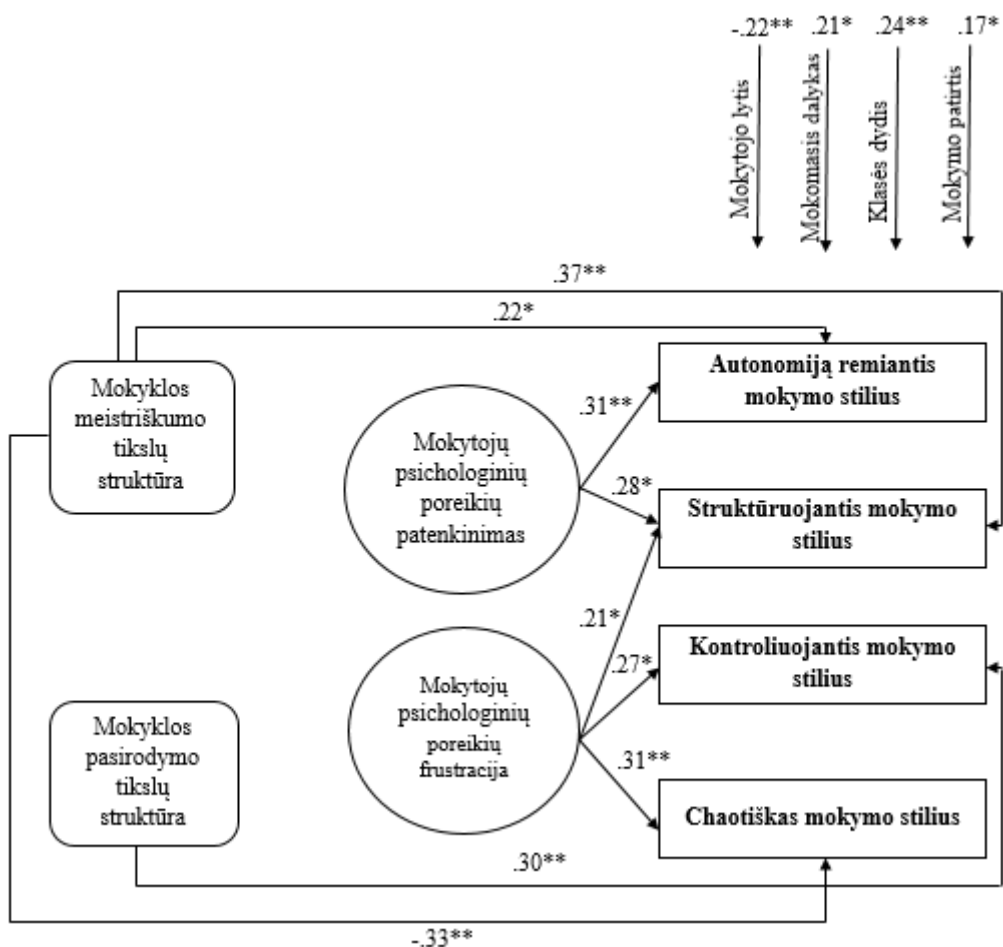 -.22** .21* .24** .17*
Mokytojo lytis
Mokomasis dalykas
Klasės dydis
Mokymo patirtis
.37**
.22*
Mokyklos
meistriškumo
tikslų
struktūra
Mokytojų
psichologinių
poreikių
patenkinimas
.31**
.28*
Autonomiją remiantis
mokymo stilius
Struktūruojantis mokymo
stilius
.21*
.27*
Kontroliuojantis mokymo
stilius
Mokyklos
pasirodymo
tikslų
struktūra
Mokytojų
psichologinių
poreikių
frustracija
.31**
Chaotiškas mokymo stilius
.30**
-.33**